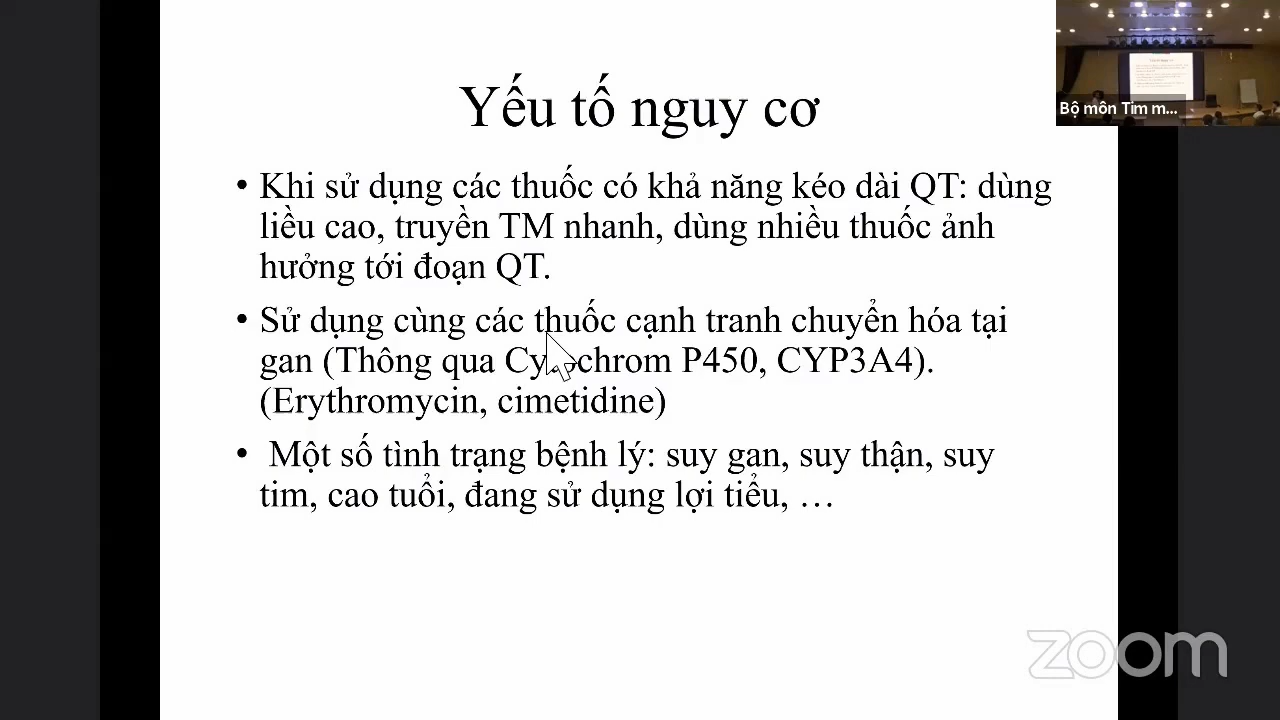 Yếu tố nguy cơ
• Khi sử dụng các thuốc có khả năng kéo dài QT: dùng
liều cao, truyền TM nhanh, dùng nhiều thuốc ảnh
hưởng tới đoạn QT.
• Sử dụng cùng các thuốc cạnh tranh chuyển hóa tại
gan (Thông qua Cytochrom P450, CYP3A4).
(Erythromycin, cimetidine)
• Một số tình trạng bệnh lý: suy gan, suy thận, suy
tim, cao tuổi, đang sử dụng lợi tiểu, …
Bộ môn Tim m...
zoom